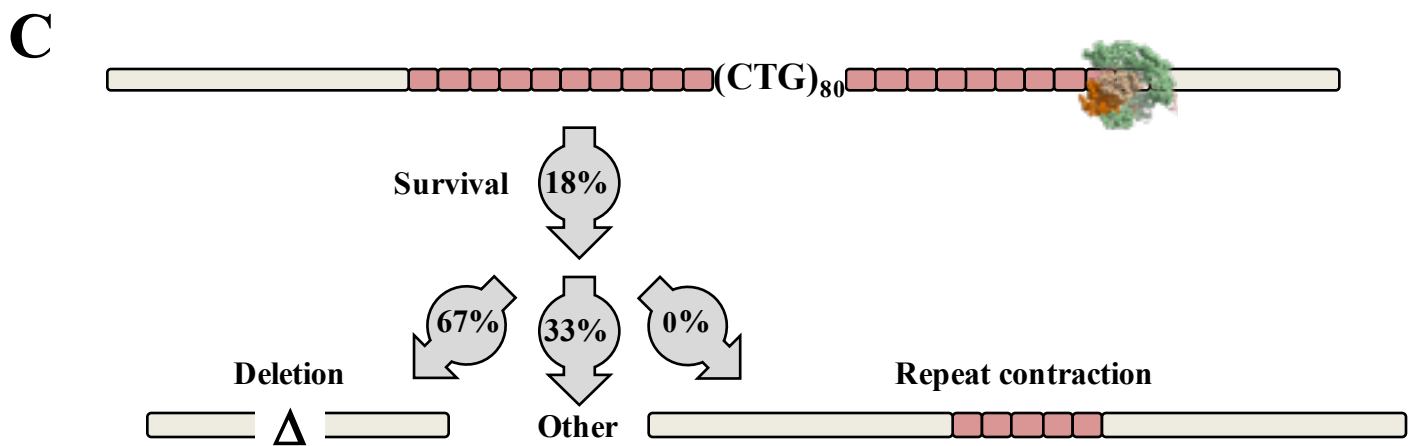 C
(CTG)80
Survival 18%
67% 33% 0%
Deletion
Repeat contraction
Δ
Other